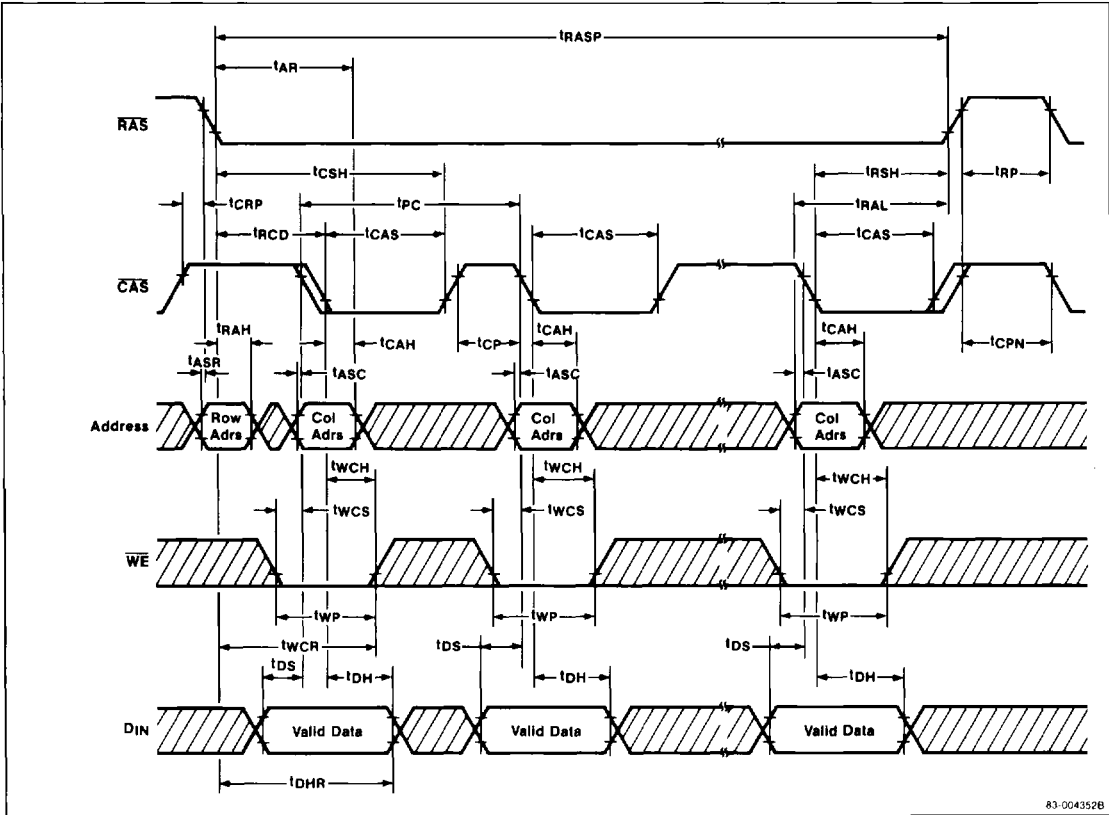 tRASP
tAR
RAS
tCSH
tRSH
tRP
tCRP
tPC
tRAL
tRCD
tCAS
tCAS
tCAS
CAS
tRAH
tCAH
tCP
tCAH
tCAH
tCPN
tASR
tASC
tASC
tASC
Address
Row Adrs
Col Adrs
Col Adrs
Col Adrs
tWCH
tWCH
tWCH
tWCS
tWCS
tWCS
WE
tWP
tWP
tWP
tWCR
tDS
tDS
tDS
tDH
tDH
tDH
DIN
Valid Data
Valid Data
Valid Data
tDHR
83-004352B